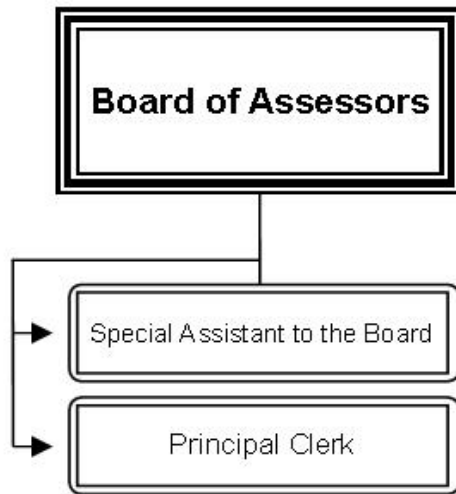 Board of Assessors
Special Assistant to the Board
Principal Clerk